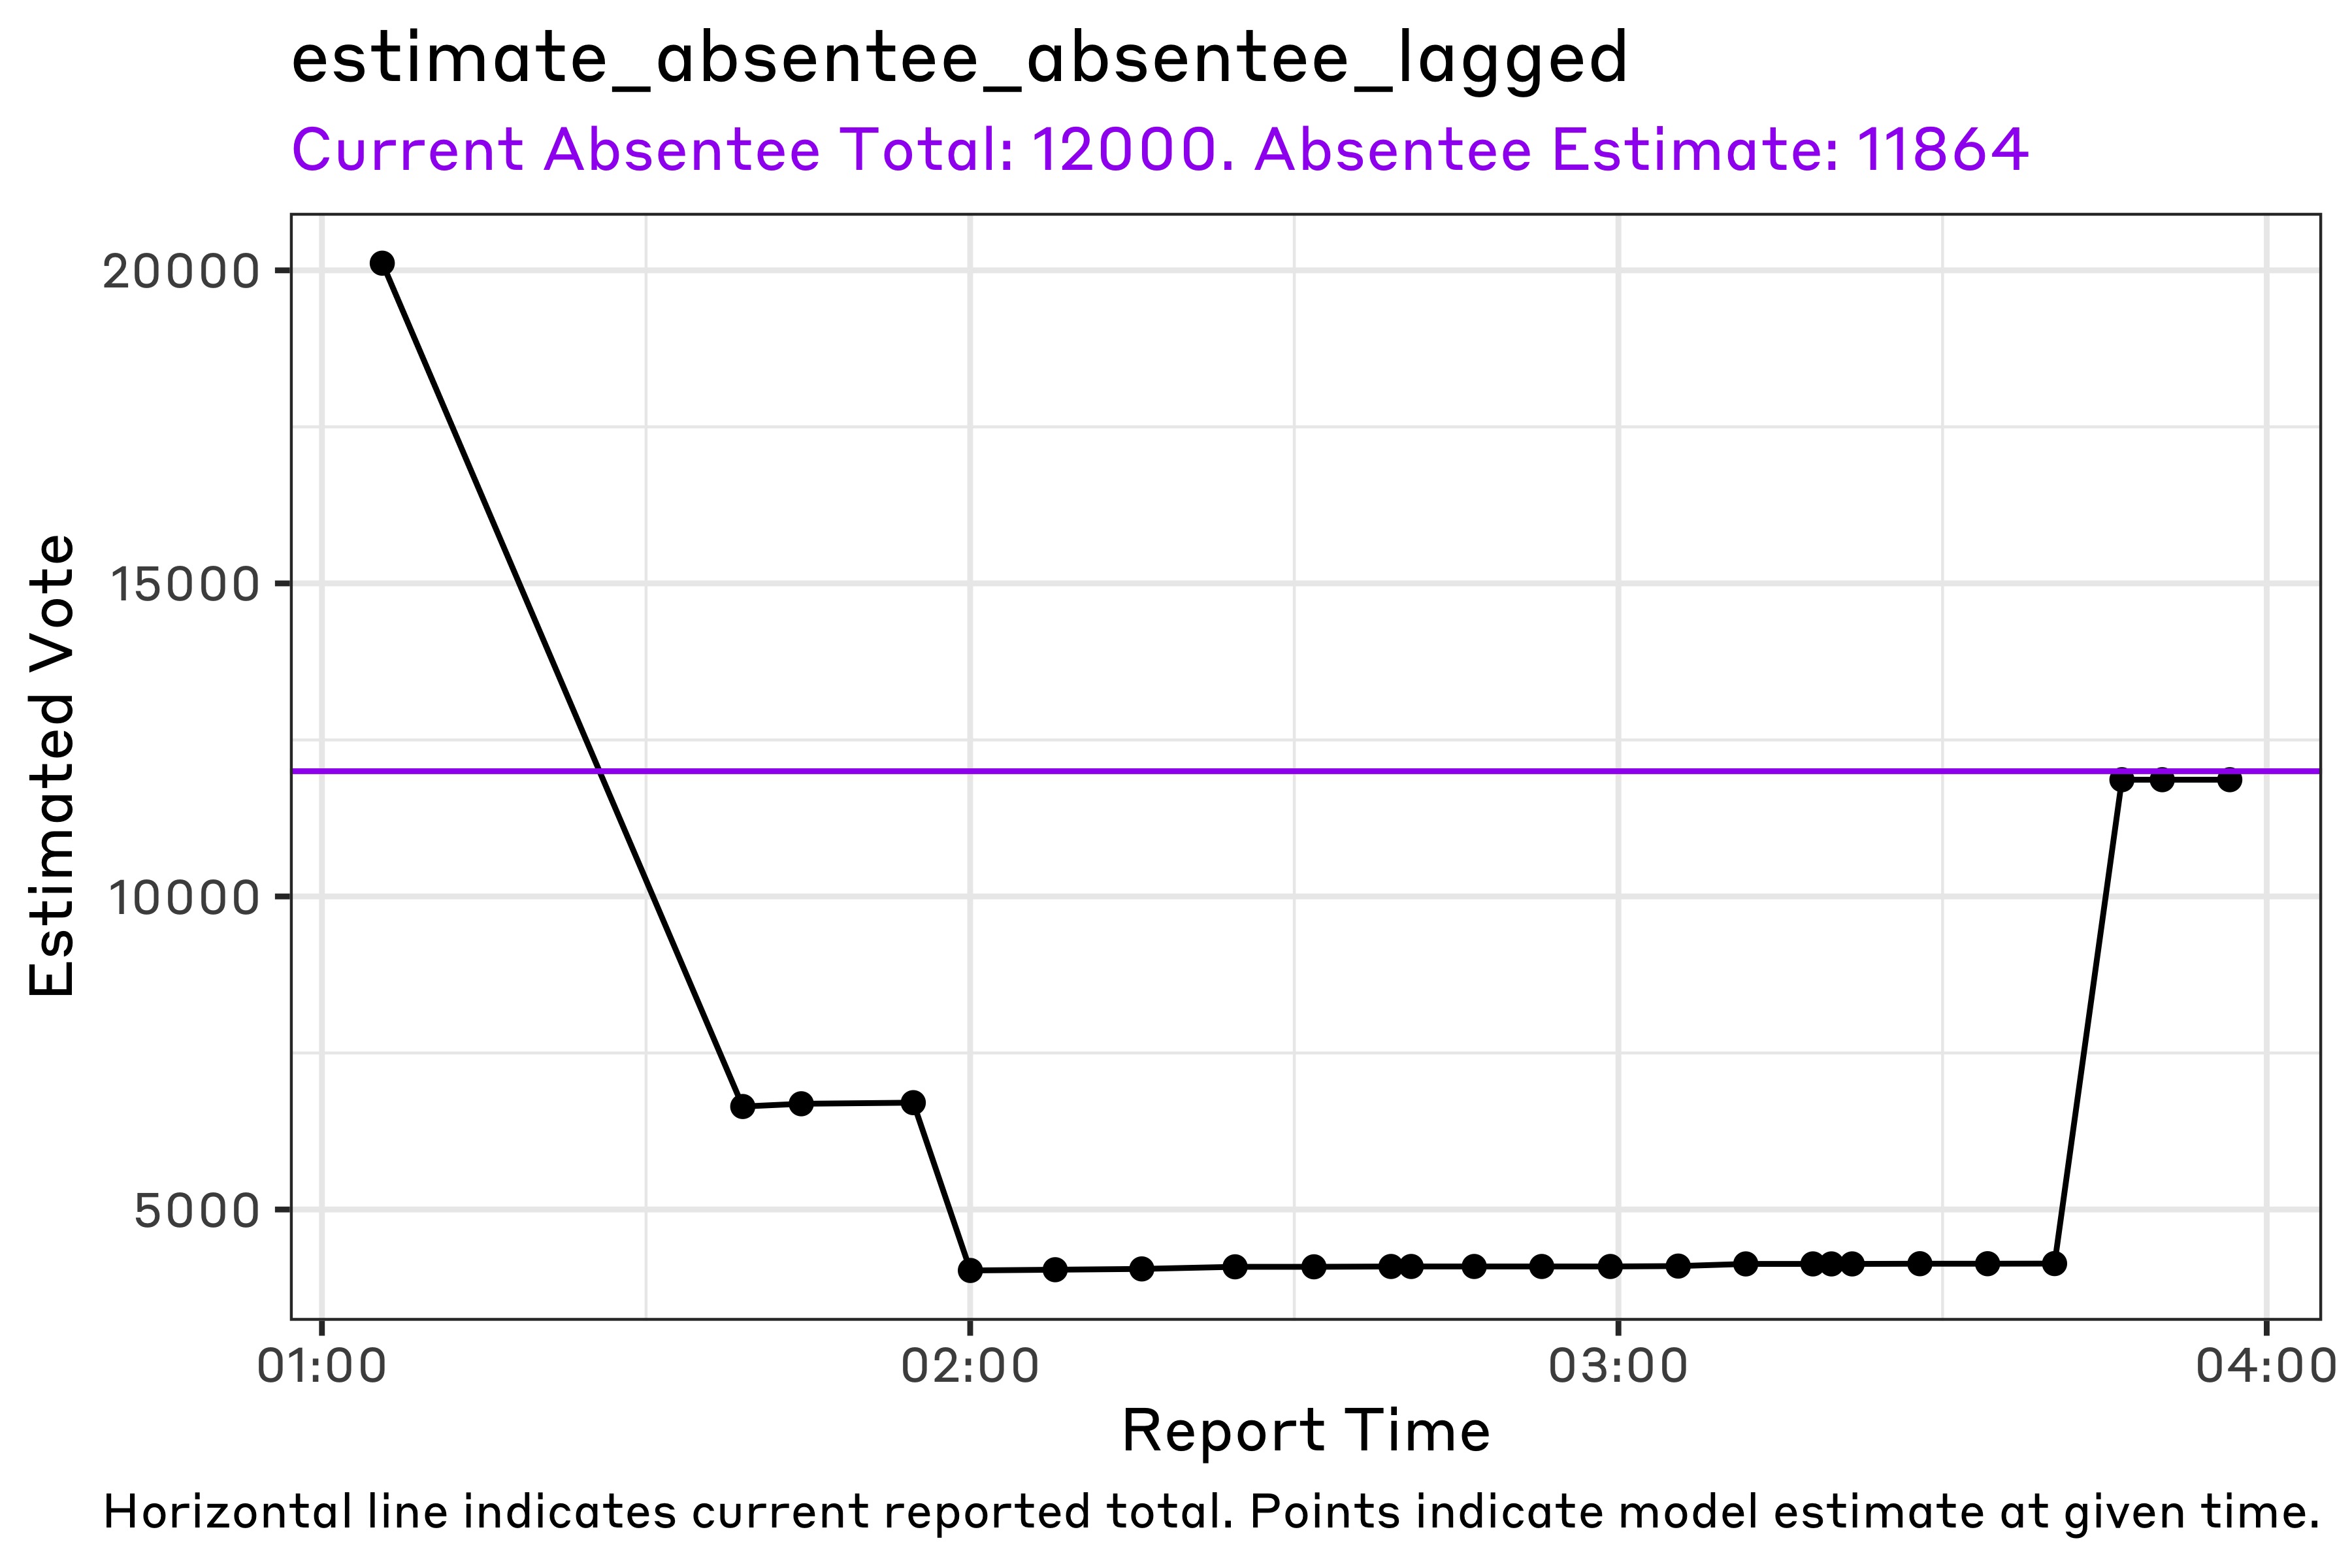 estimate_absentee_absentee_lagged
Current Absentee Total: 12000. Absentee Estimate: 11864
Estimated Vote
20000
15000
10000
5000
01:00 02:00 03:00 04:00
Report Time
Horizontal line indicates current reported total. Points indicate model estimate at given time.